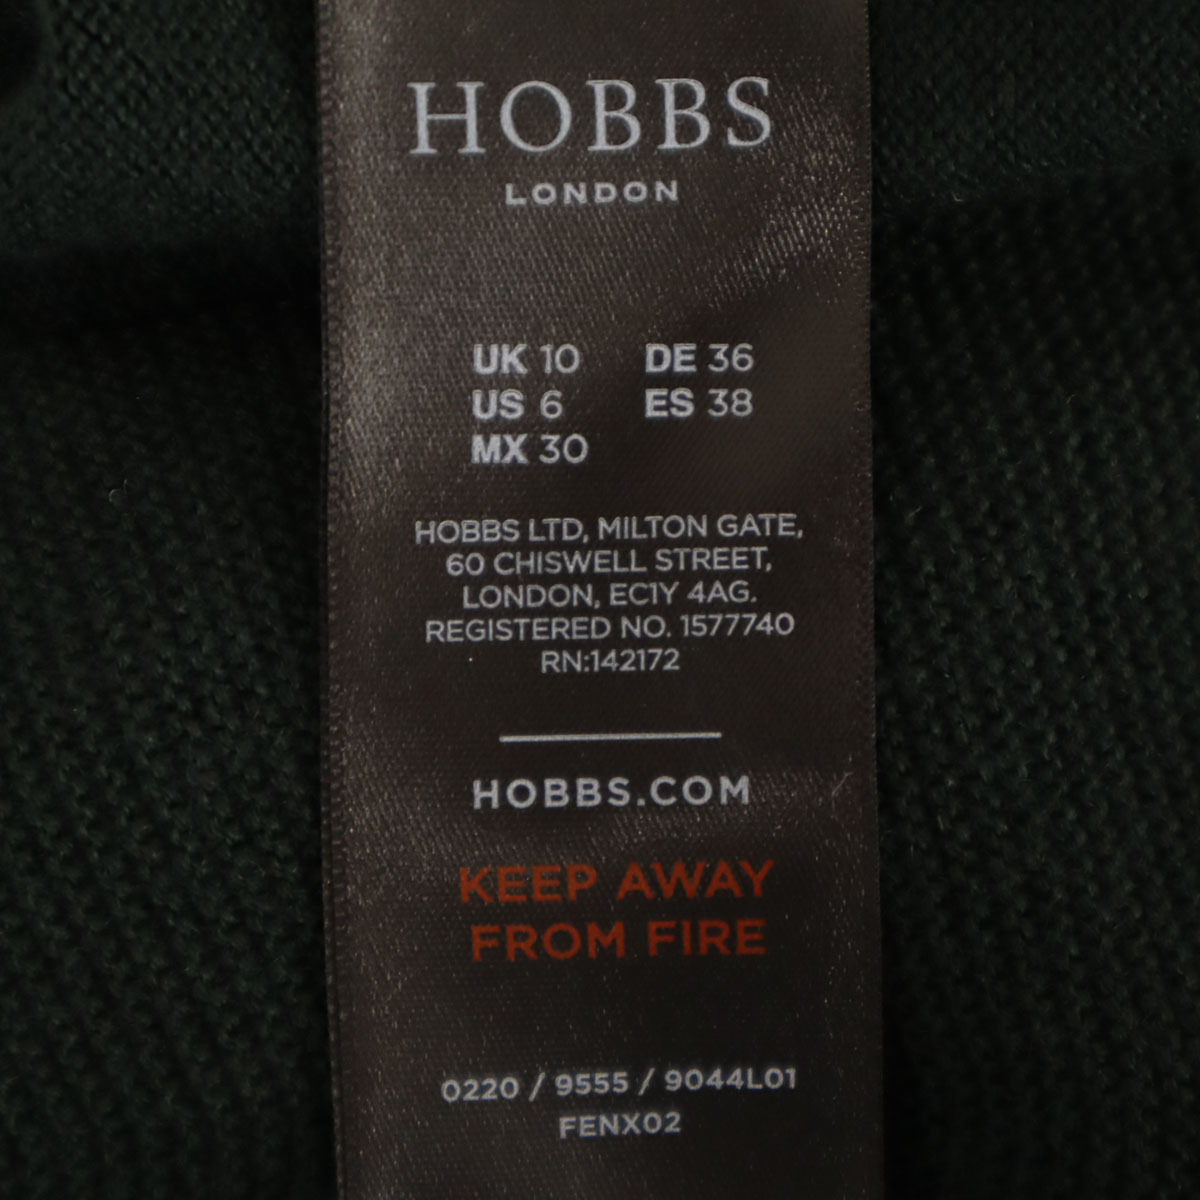 HOBBS
LONDON
UK 10 DE 36
US 6 ES 38
MX 30
HOBBS LTD, MILTON GATE,
60 CHISWELL STREET,
LONDON, EC1Y 4AG.
REGISTERED NO. 1577740
RN:142172
HOBBS.COM
KEEP AWAY
FROM FIRE
0220 / 9555 / 9044L01
FENX02